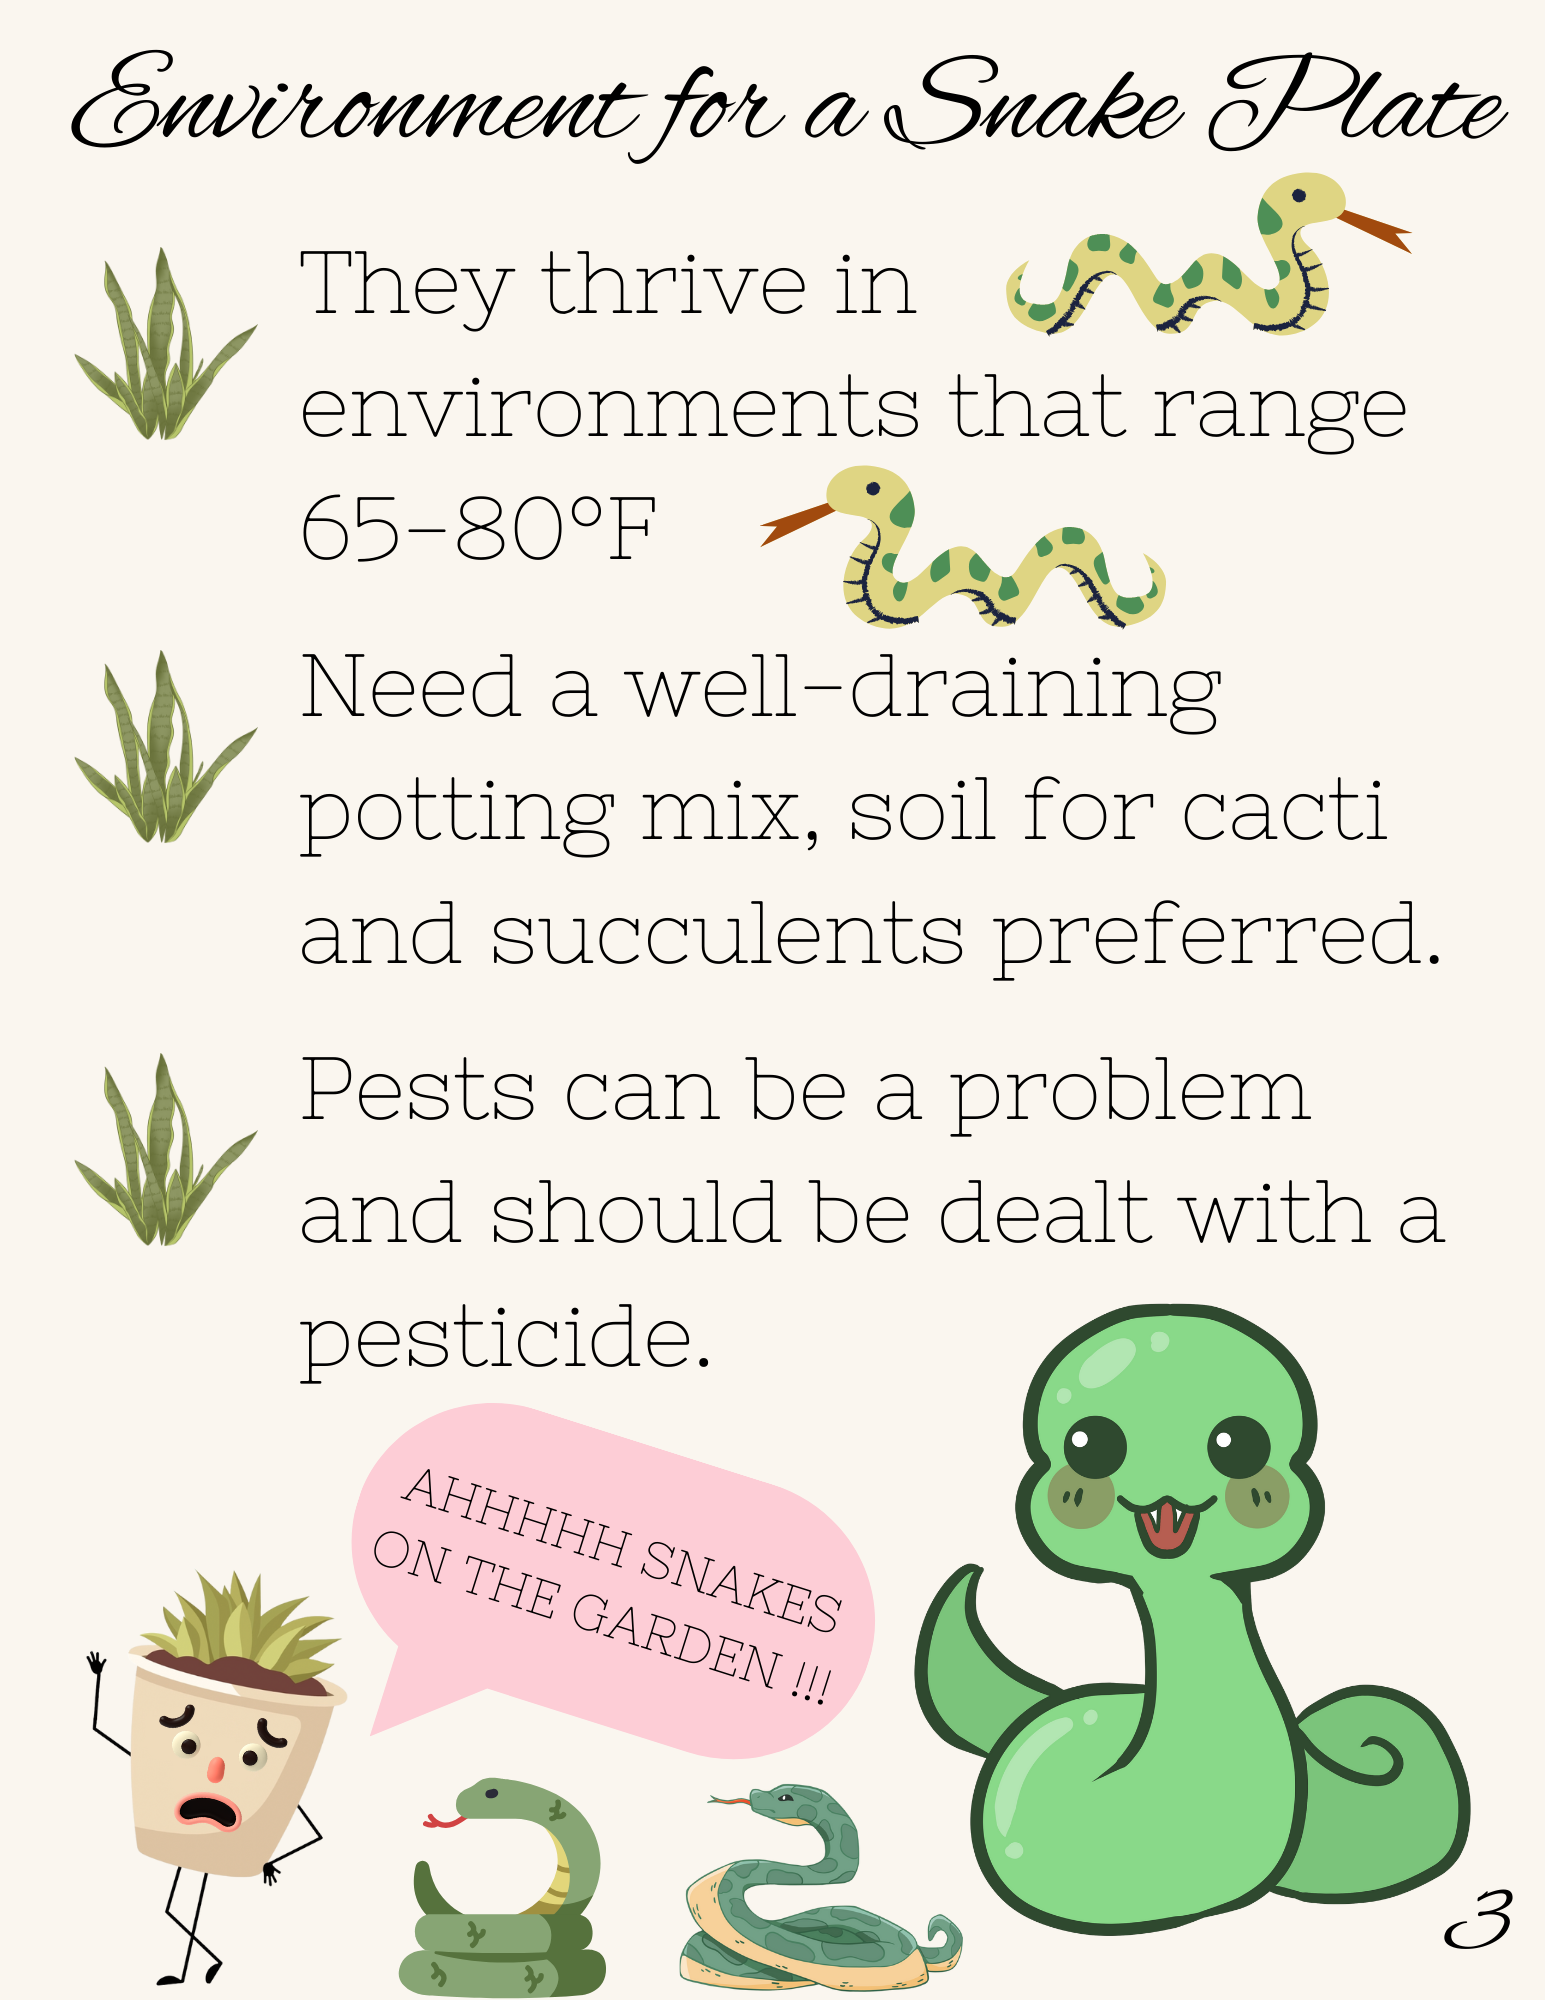 Environment for a Snake Plate
They thrive in
environments that range
65-80°F
Need a well-draining
potting mix, soil for cacti
and succulents preferred.
Pests can be a problem
and should be dealt with a
pesticide.
AHHHHH SNAKES
ON THE GARDEN !!!
3